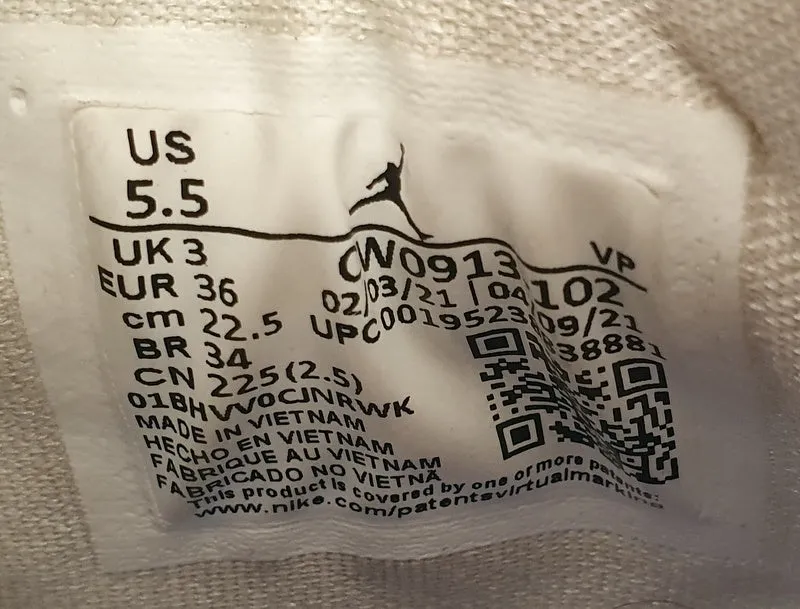 US
5.5
UK 3
EUR 36
cm 22.5
BR 34
CN 225 (2.5)
VP
CW0913 102
02/03/21 | 04/09/21
UPC
01BHVV0CJNRWK
MADE IN VIETNAM
HECHO EN VIETNAM
FABRIQUE AU VIETNAM
FABRICADO NO VIETNÃ
This product is covered by one or more patents:
www.nike.com/patentsvirtualmarking